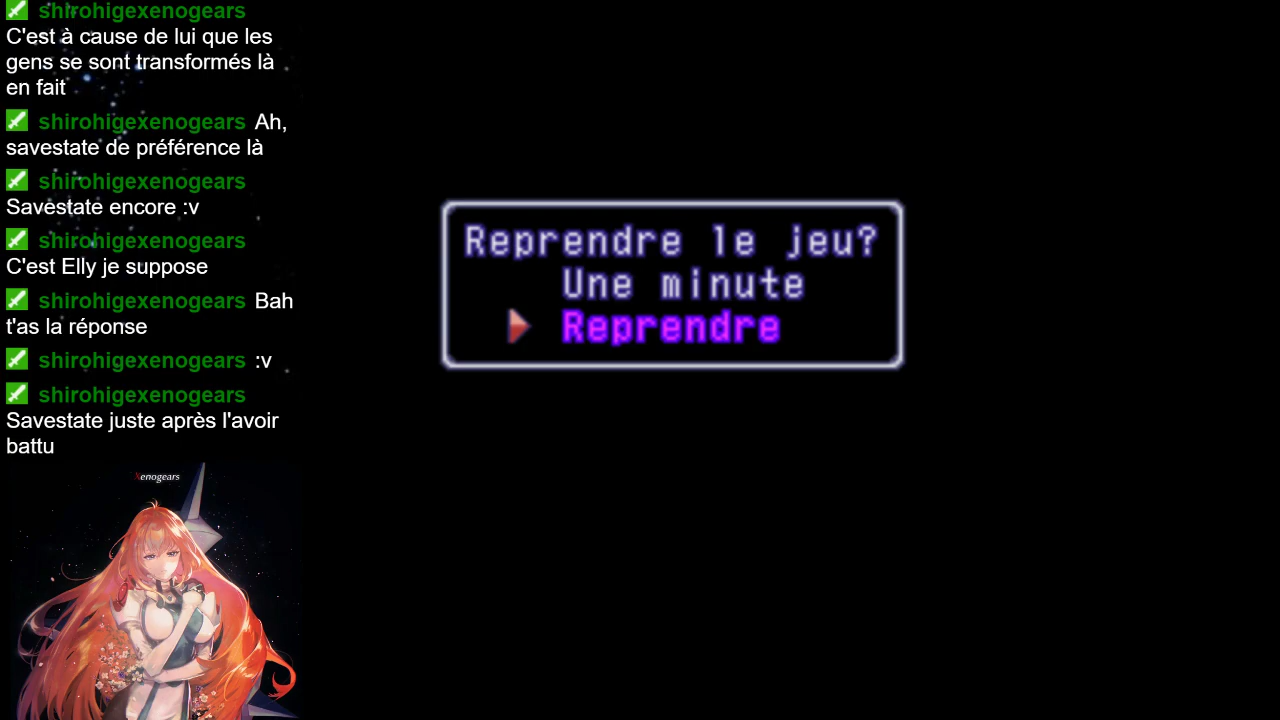 shirohigexenogears
C'est à cause de lui que les
gens se sont transformés là
en fait
shirohigexenogears Ah,
savestate de préférence là
shirohigexenogears
Savestate encore :v
shirohigexenogears
C'est Elly je suppose
shirohigexenogears Bah
t'as la réponse
shirohigexenogears :v
shirohigexenogears
Savestate juste après l'avoir
battu
Xenogears
Reprendre le jeu?
Une minute
Reprendre